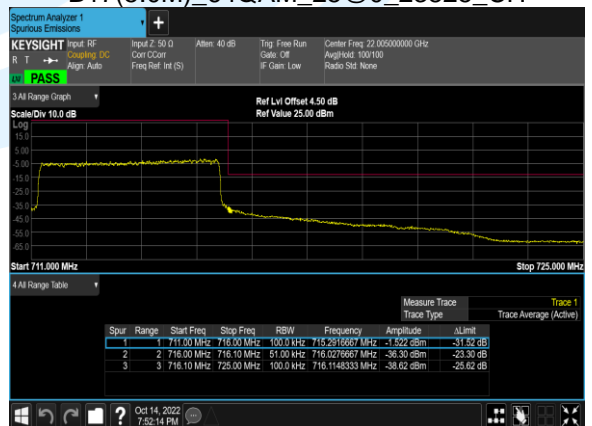 Spectrum Analyzer 1
Spurious Emissions
+
KEYSIGHT Input: RF Input Z: 50 Ω Atten: 40 dB Trig: Free Run Center Freq: 22.005000000 GHz
R T Coupling: DC Corr CCorr Gate: Off Avg|Hold: 100/100
Align: Auto Freq Ref: Int (S) IF Gain: Low Radio Std: None
LM PASS
3 All Range Graph
Ref Lvl Offset 4.50 dB
Scale/Div 10.0 dB Ref Value 25.00 dBm
Log
15.0
5.00
-5.00
-15.0
-25.0
-35.0
-45.0
-55.0
-65.0
Start 711.000 MHz Stop 725.000 MHz
4 All Range Table
Measure Trace Trace 1
Trace Type Trace Average (Active)
Spur Range Start Freq Stop Freq RBW Frequency Amplitude ΔLimit
1 1 711.00 MHz 716.00 MHz 100.0 kHz 715.2916667 MHz -1.522 dBm -31.52 dB
2 2 716.00 MHz 716.10 MHz 51.00 kHz 716.0276667 MHz -36.30 dBm -23.30 dB
3 3 716.10 MHz 725.00 MHz 100.0 kHz 716.1148333 MHz -38.62 dBm -25.62 dB
? Oct 14, 2022
7:52:14 PM